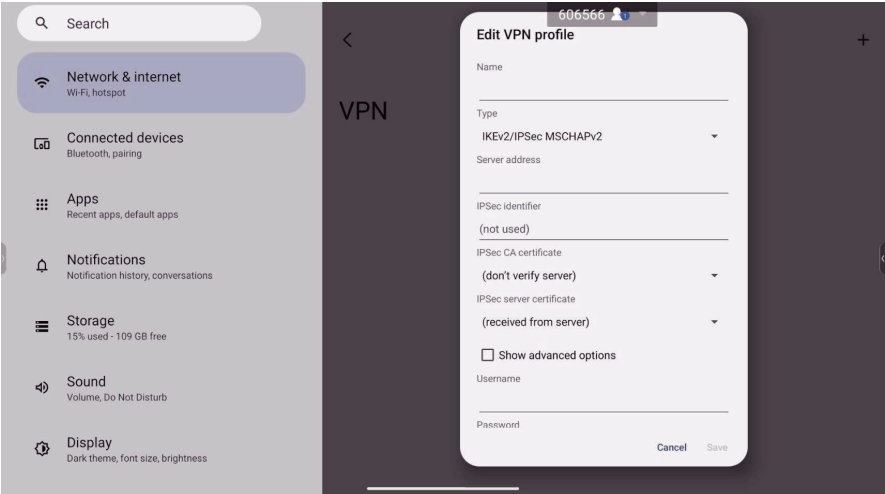 Search
Network & internet
Wi-Fi, hotspot
Connected devices
Bluetooth, pairing
Apps
Recent apps, default apps
Notifications
Notification history, conversations
Storage
15% used - 109 GB free
Sound
Volume, Do Not Disturb
Display
Dark theme, font size, brightness
VPN
606566
Edit VPN profile
Name
Type
IKEv2/IPSec MSCHAPv2
Server address
IPSec identifier
(not used)
IPSec CA certificate
(don't verify server)
IPSec server certificate
(received from server)
Show advanced options
Username
Password
Cancel Save